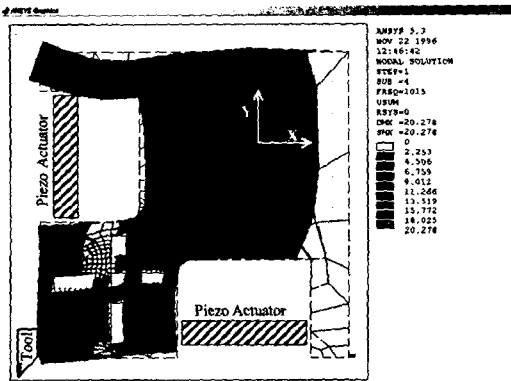 ANSYS Graphics
ANSYS 5.3
NOV 22 1996
12:46:42
NODAL SOLUTION
STEP=1
SUB =4
FREQ=1015
USUM
RSYS=0
DMX =20.278
SMX =20.278
0
2.253
4.506
6.759
9.012
11.266
13.519
15.772
18.025
20.278
Y
X
Piezo Actuator
Piezo Actuator
Tool